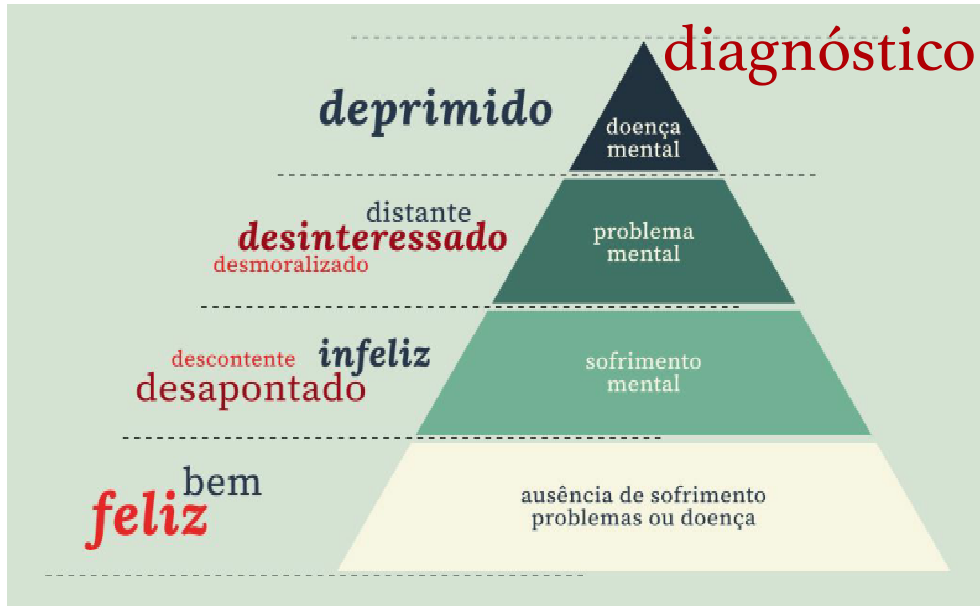 diagnóstico
deprimido
doença
mental
distante
desinteressado
desmoralizado
problema
mental
descontente
infeliz
desapontado
sofrimento
mental
bem
feliz
ausência de sofrimento
problemas ou doença